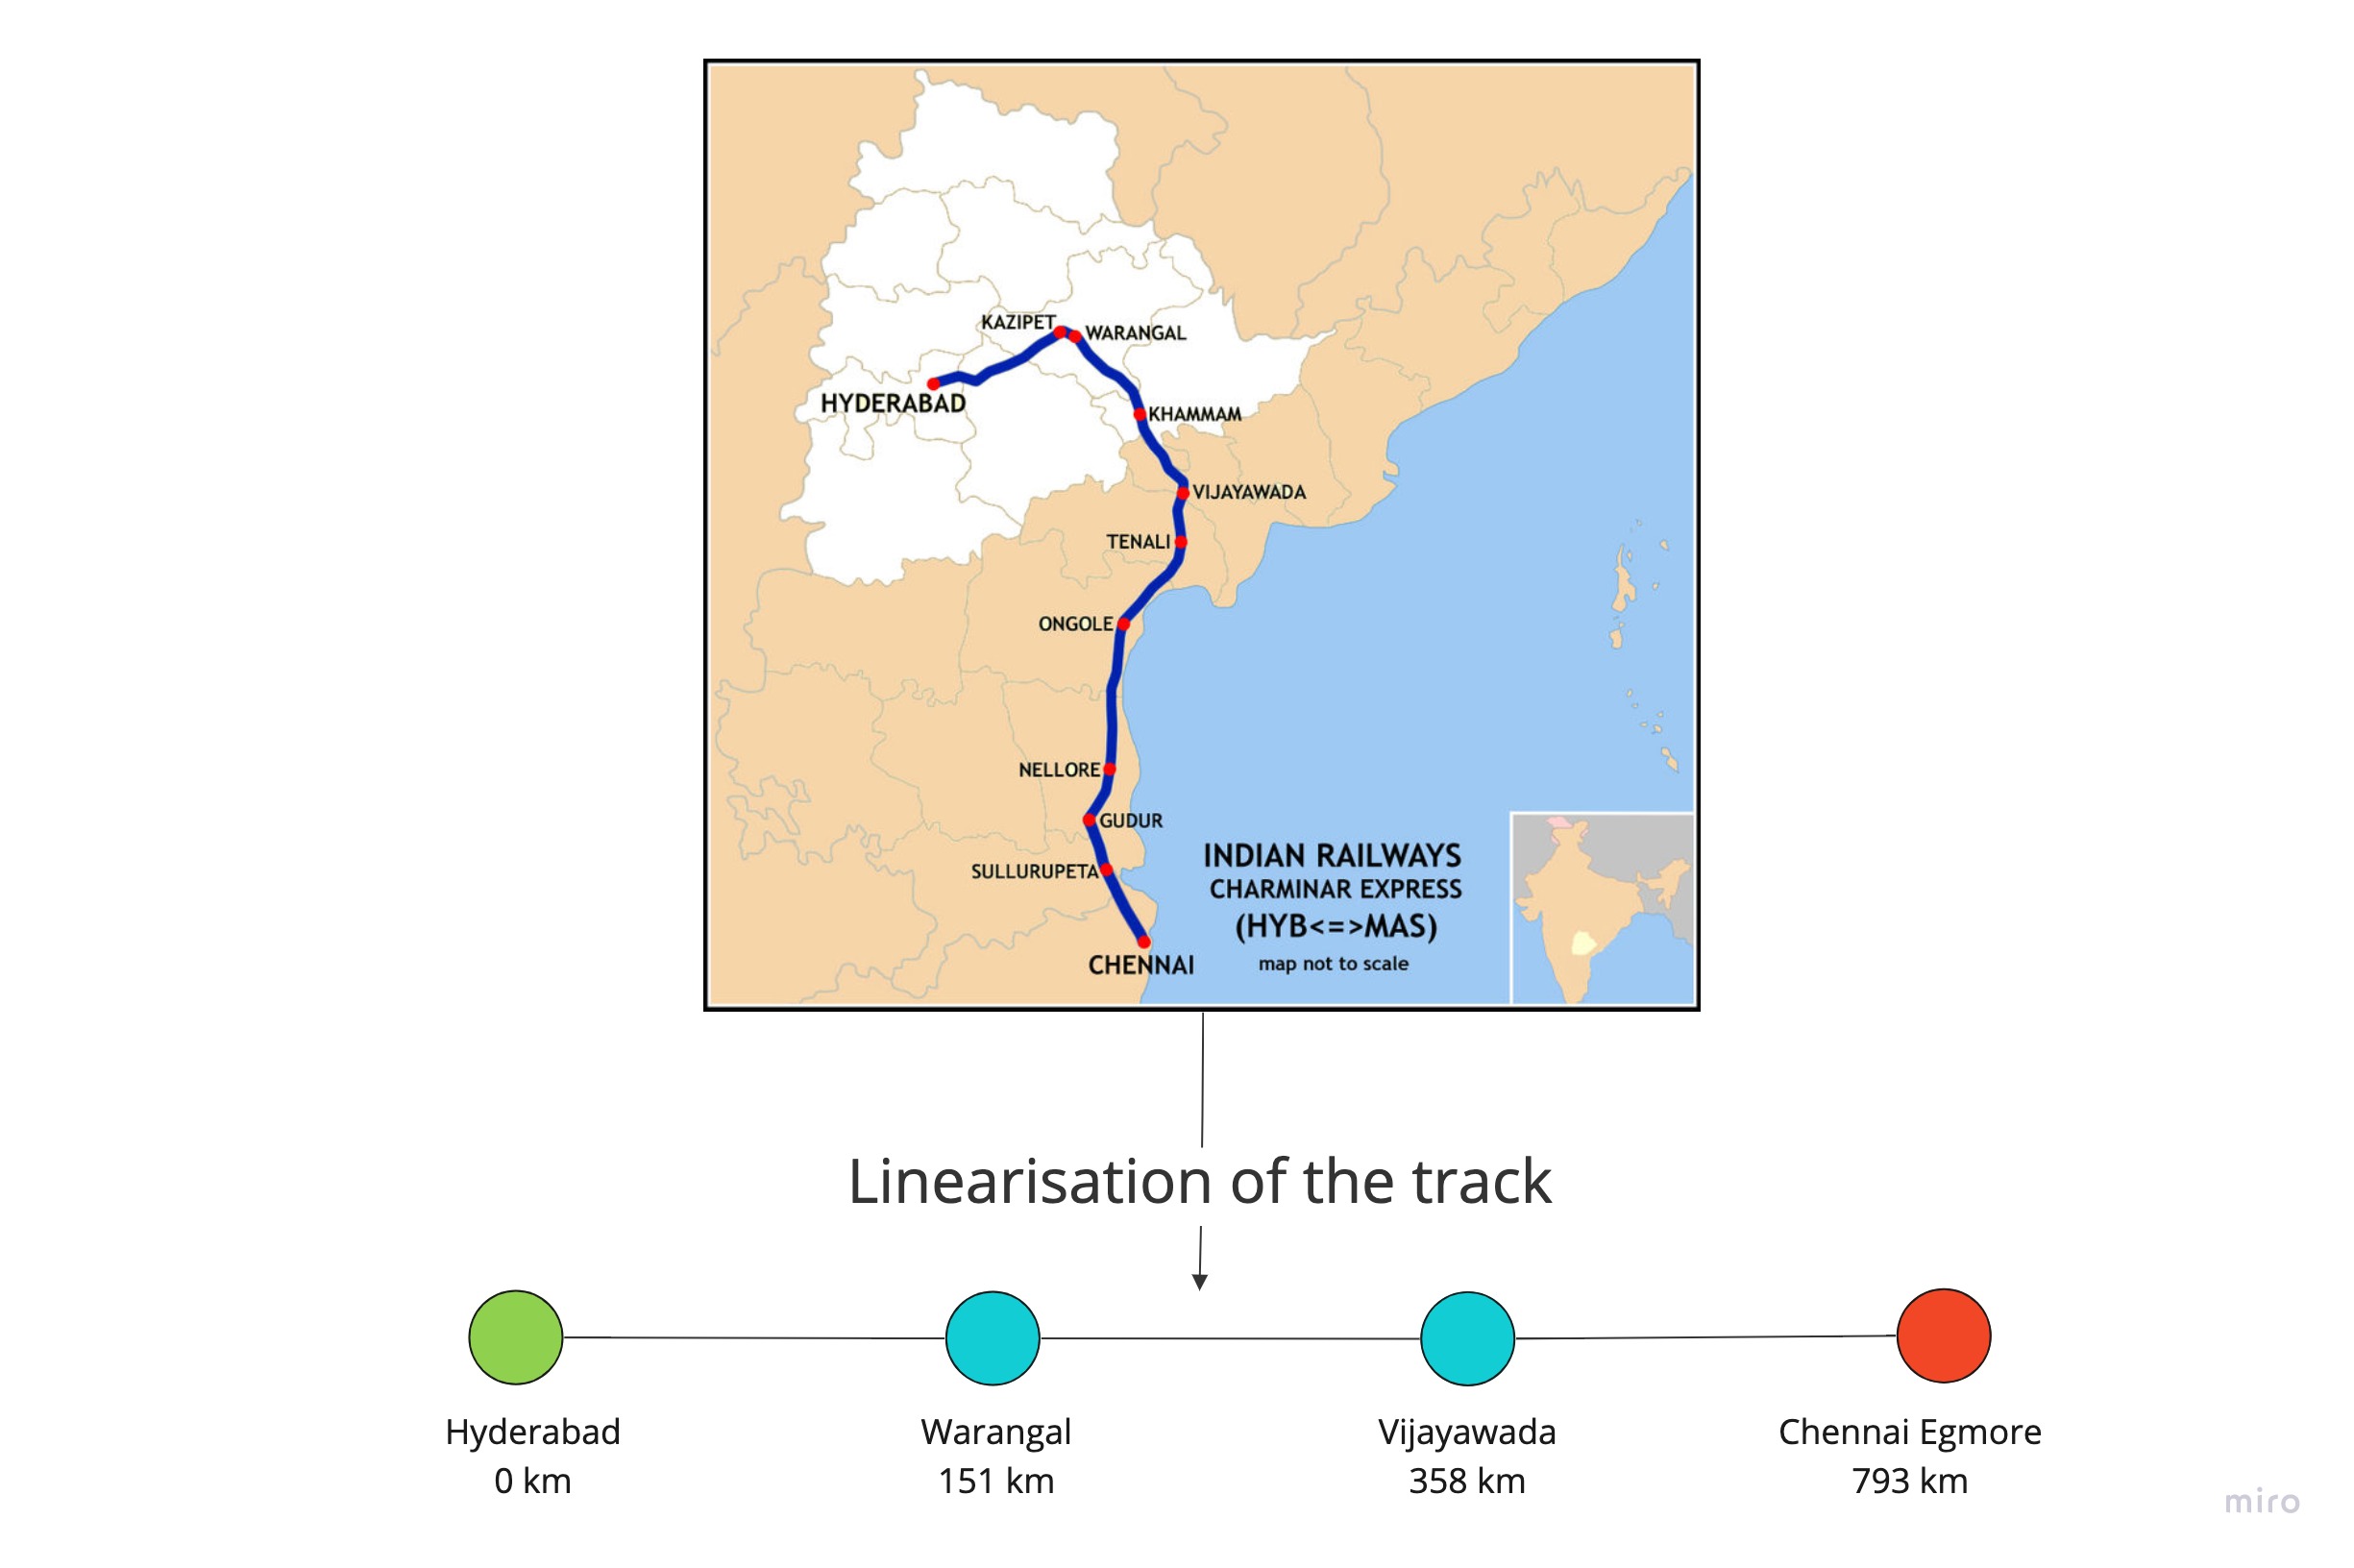 KAZIPET
WARANGAL
HYDERABAD
KHAMMAM
VIJAYAWADA
TENALI
ONGOLE
NELLORE
GUDUR
SULLURUPETA
CHENNAI
INDIAN RAILWAYS
CHARMINAR EXPRESS
(HYB<=>MAS)
map not to scale
Linearisation of the track
Hyderabad
0 km
Warangal
151 km
Vijayawada
358 km
Chennai Egmore
793 km
miro